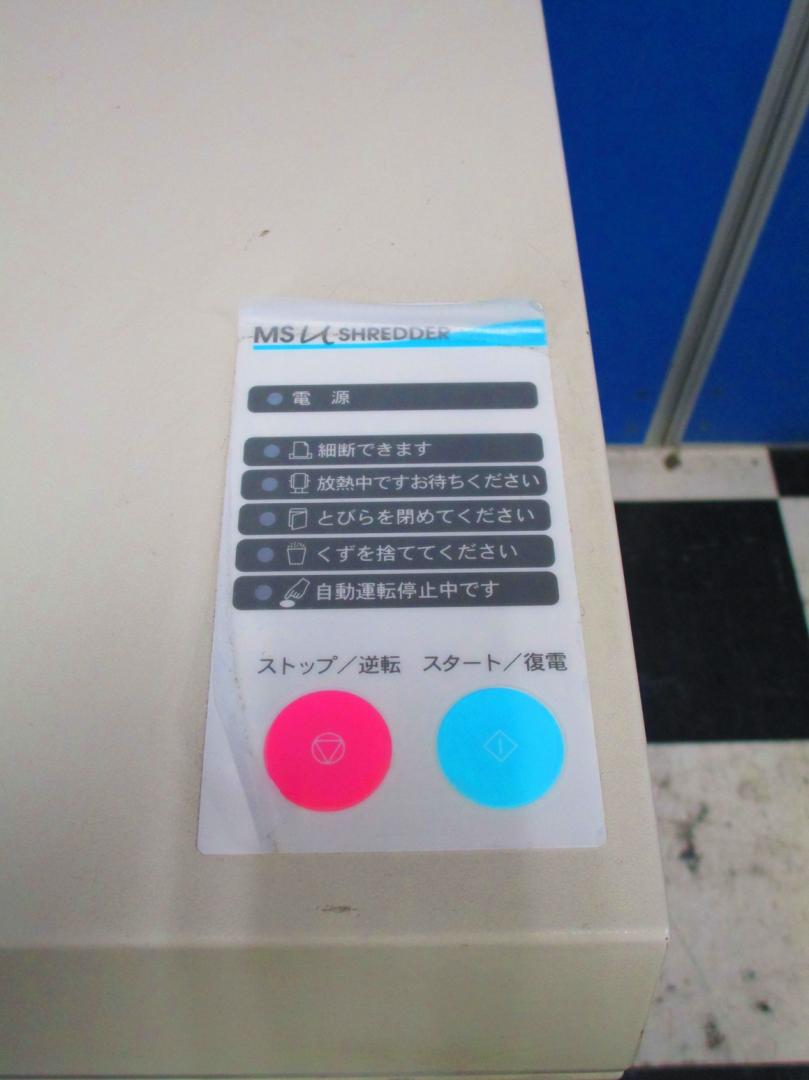 MS μ SHREDDER
電 源
細断できます
放熱中ですお待ちください
とびらを閉めてください
くずを捨ててください
自動運転停止中です
ストップ/逆転 スタート/復電